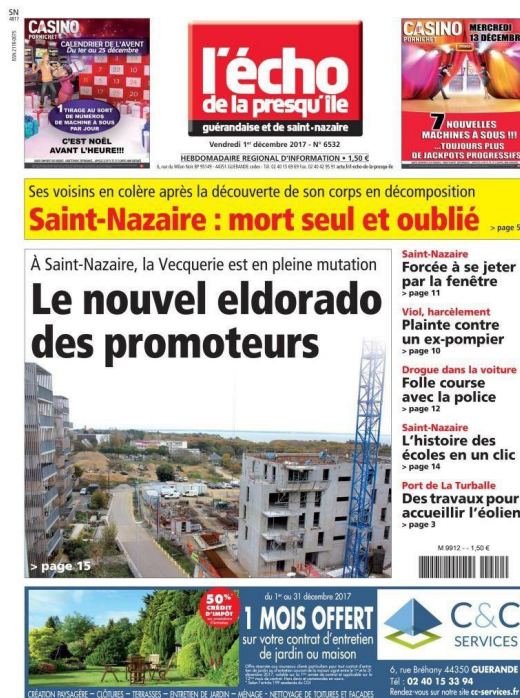 SN
4817
CASINO
PORNICHET
CALENDRIER DE L'AVENT
Du 1er au 25 décembre
1 TIRAGE AU SORT
DE NUMÉROS
DE MACHINE À SOUS
PAR JOUR
C'EST NOËL
AVANT L'HEURE!!!
l'écho
de la presqu'île
guérandaise et de saint-nazaire
Vendredi 1er décembre 2017 - N° 6532
HEBDOMADAIRE REGIONAL D'INFORMATION • 1,50 €
CASINO
PORNICHET
MERCREDI
13 DÉCEMBR
7 NOUVELLES
MACHINES A SOUS !!!
...TOUJOURS PLUS
DE JACKPOTS PROGRESSIFS
Ses voisins en colère après la découverte de son corps en décomposition
Saint-Nazaire : mort seul et oublié
> page 5
À Saint-Nazaire, la Vecquerie est en pleine mutation
Le nouvel eldorado
des promoteurs
> page 15
Saint-Nazaire
Forcée à se jeter
par la fenêtre
> page 11
Viol, harcèlement
Plainte contre
un ex-pompier
> page 10
Drogue dans la voiture
Folle course
avec la police
> page 12
Saint-Nazaire
L'histoire des
écoles en un clic
> page 14
Port de La Turballe
Des travaux pour
accueillir l'éolien
> page 3
M 9912 - - 1,50 €
50%
CRÉDIT
D'IMPÔT
du 1er au 31 décembre 2017
1 MOIS OFFERT
sur votre contrat d'entretien
de jardin ou maison
C&C
SERVICES
6, rue Bréhany 44350 GUERANDE
Tél : 02 40 15 33 94
Rendez-vous sur notre site cc-services.fr
CRÉATION PAYSAGÈRE – CLÔTURES – TERRASSES – ENTRETIEN DE JARDIN – MÉNAGE - NETTOYAGE DE TOITURES ET FAÇADES